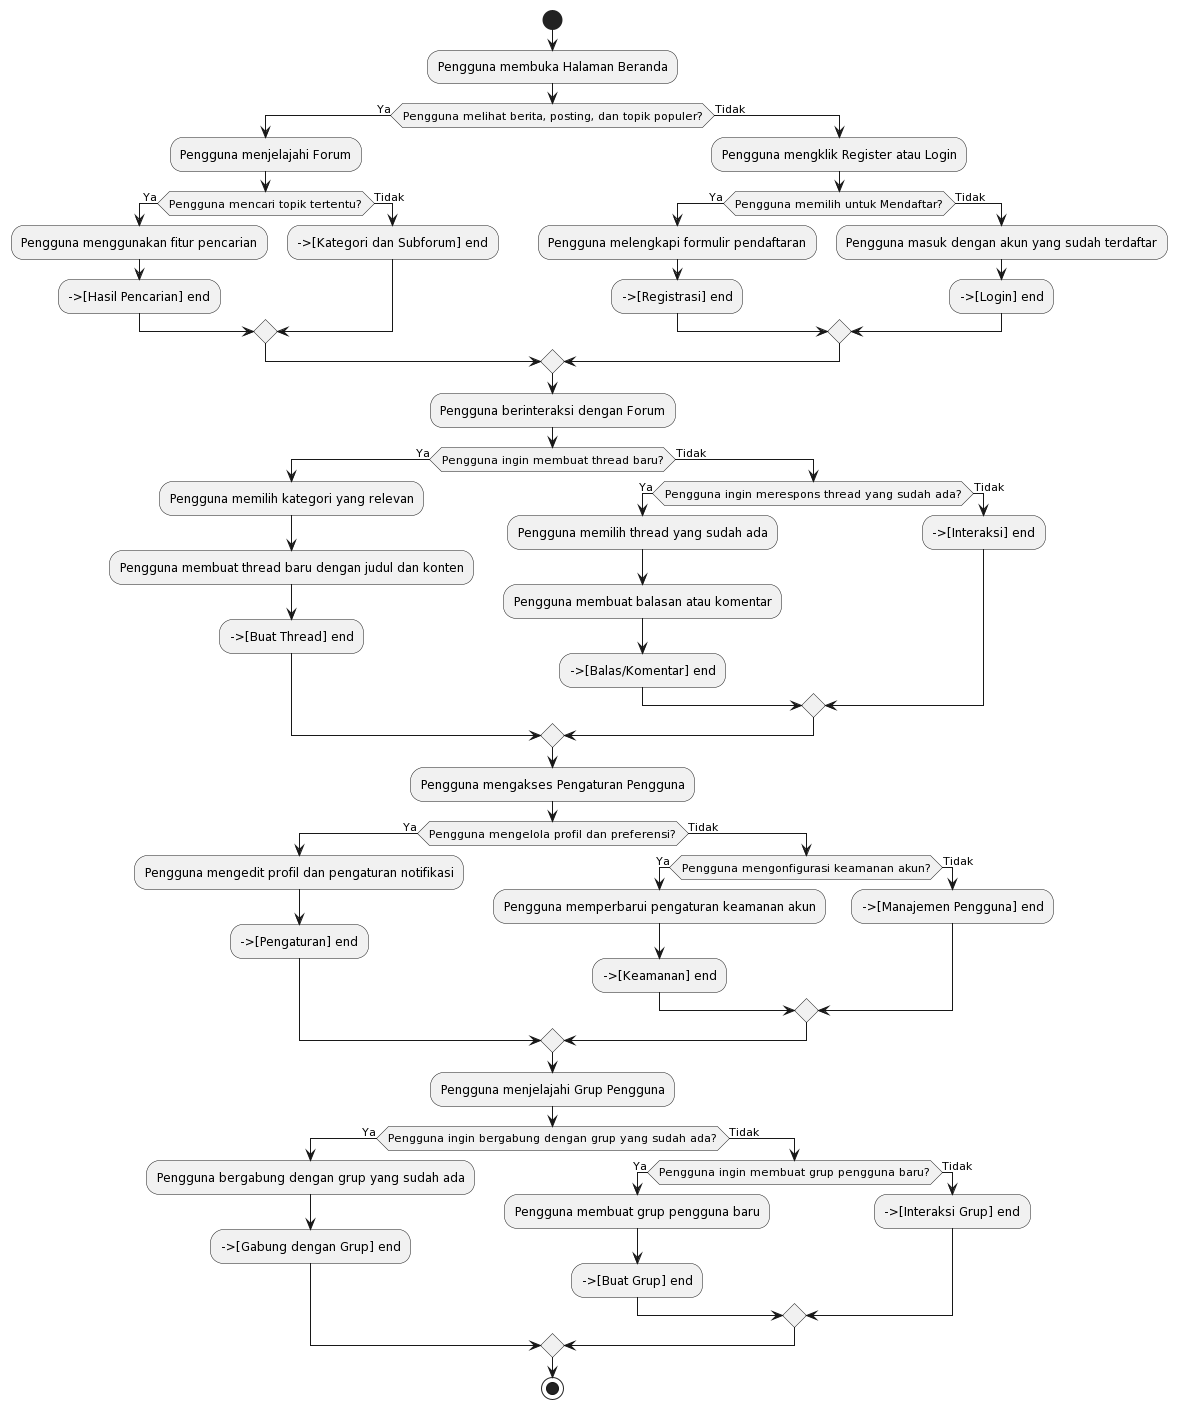 Pengguna membuka Halaman Beranda
Ya
Pengguna melihat berita, posting, dan topik populer?
Tidak
Pengguna menjelajahi Forum
Pengguna mengklik Register atau Login
Ya
Pengguna mencari topik tertentu?
Tidak
Ya
Pengguna memilih untuk Mendaftar?
Tidak
Pengguna menggunakan fitur pencarian
->[Kategori dan Subforum] end
Pengguna melengkapi formulir pendaftaran
Pengguna masuk dengan akun yang sudah terdaftar
->[Hasil Pencarian] end
->[Registrasi] end
->[Login] end
Pengguna berinteraksi dengan Forum
Ya
Pengguna ingin membuat thread baru?
Tidak
Pengguna memilih kategori yang relevan
Ya
Pengguna ingin merespons thread yang sudah ada?
Tidak
Pengguna memilih thread yang sudah ada
->[Interaksi] end
Pengguna membuat thread baru dengan judul dan konten
Pengguna membuat balasan atau komentar
->[Buat Thread] end
->[Balas/Komentar] end
Pengguna mengakses Pengaturan Pengguna
Ya
Pengguna mengelola profil dan preferensi?
Tidak
Pengguna mengedit profil dan pengaturan notifikasi
Ya
Pengguna mengonfigurasi keamanan akun?
Tidak
Pengguna memperbarui pengaturan keamanan akun
->[Manajemen Pengguna] end
->[Pengaturan] end
->[Keamanan] end
Pengguna menjelajahi Grup Pengguna
Ya
Pengguna ingin bergabung dengan grup yang sudah ada?
Tidak
Pengguna bergabung dengan grup yang sudah ada
Ya
Pengguna ingin membuat grup pengguna baru?
Tidak
Pengguna membuat grup pengguna baru
->[Interaksi Grup] end
->[Gabung dengan Grup] end
->[Buat Grup] end